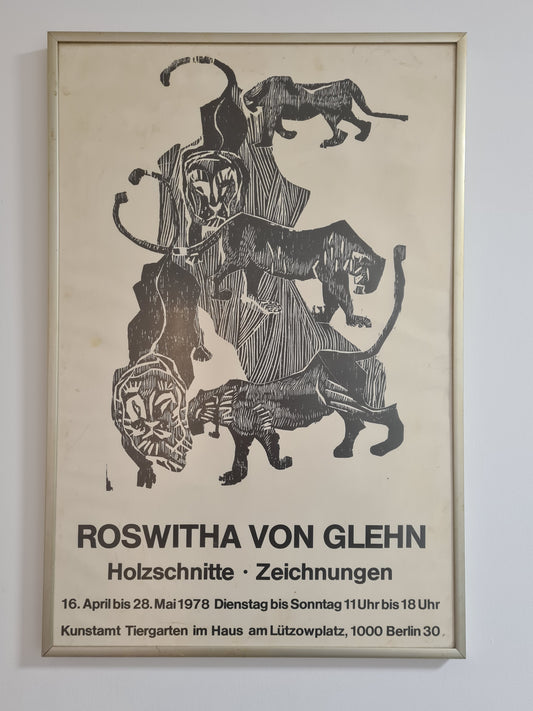 ROSWITHA VON GLEHN
Holzschnitte · Zeichnungen
16. April bis 28. Mai 1978 Dienstag bis Sonntag 11 Uhr bis 18 Uhr
Kunstamt Tiergarten im Haus am Lützowplatz, 1000 Berlin 30